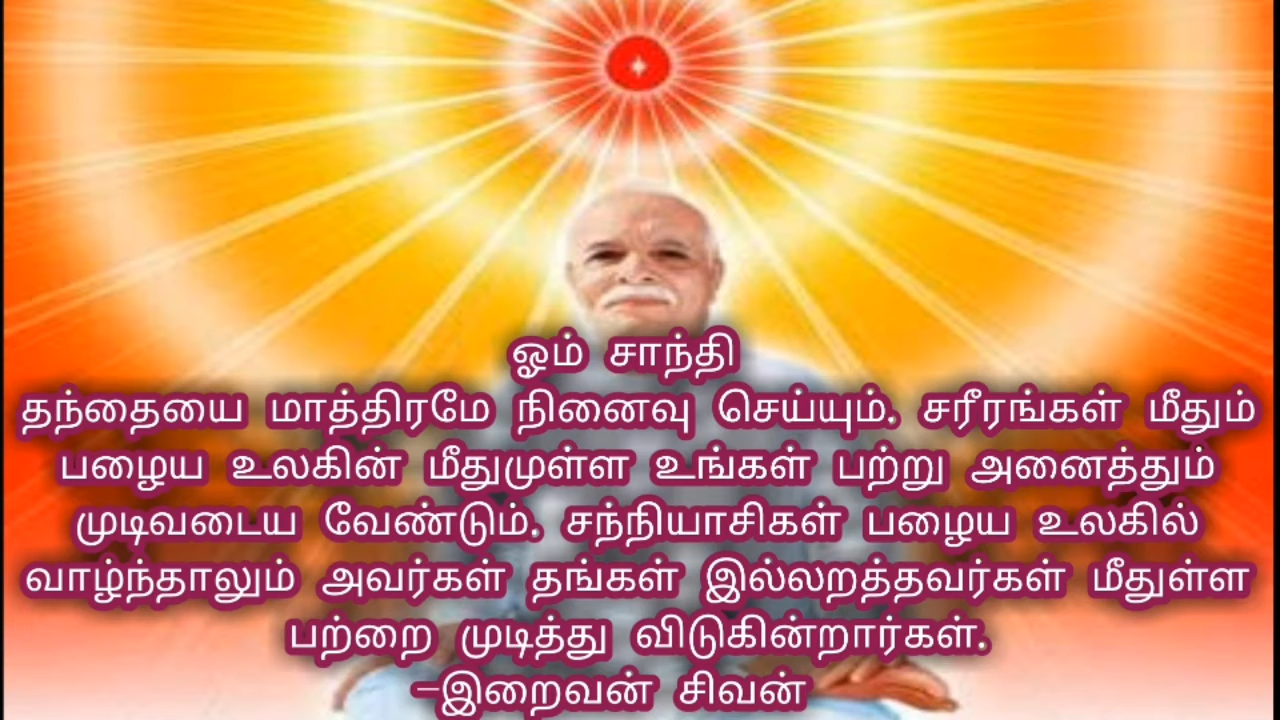 ஓம் சாந்தி
தந்தையை மாத்திரமே நினைவு செய்யும். சரீரங்கள் மீதும்
பழைய உலகின் மீதுமுள்ள உங்கள் பற்று அனைத்தும்
முடிவடைய வேண்டும். சந்நியாசிகள் பழைய உலகில்
வாழ்ந்தாலும் அவர்கள் தங்கள் இல்லறத்தவர்கள் மீதுள்ள
பற்றை முடித்து விடுகின்றார்கள்.
-இறைவன் சிவன்